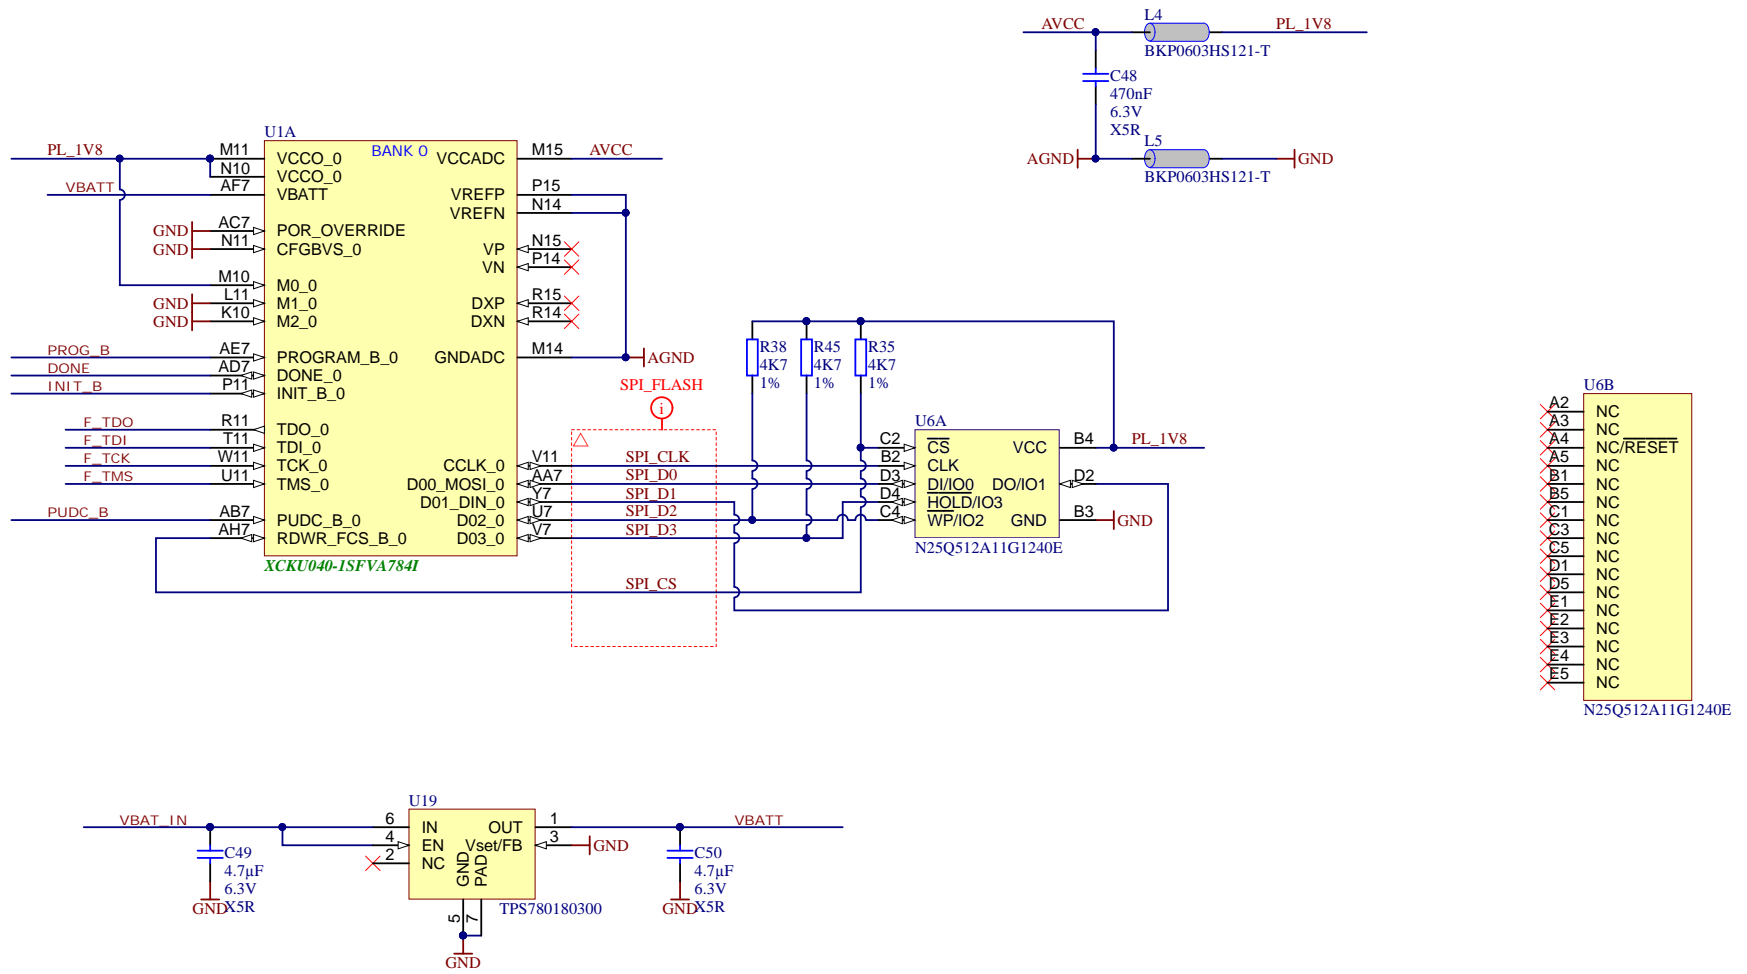 L4
AVCC
PL_1V8
BKP0603HS121-T
C48
470nF
6.3V
X5R
L5
AGND
GND
BKP0603HS121-T
U1A
BANK 0
PL_1V8
M11
VCCO_0
VCCADC
M15
AVCC
N10
VCCO_0
VBATT
AF7
VBATT
VREFP
P15
VREFN
N14
GND
AC7
POR_OVERRIDE
GND
N11
CFGBVS_0
VP
N15
VN
P14
M10
M0_0
GND
L11
M1_0
DXP
R15
GND
K10
M2_0
DXN
R14
PROG_B
AE7
PROGRAM_B_0
GNDADC
M14
AGND
DONE
AD7
DONE_0
INIT_B
P11
INIT_B_0
F_TDO
R11
TDO_0
F_TDI
T11
TDI_0
F_TCK
W11
TCK_0
CCLK_0
V11
SPI_CLK
F_TMS
U11
TMS_0
D00_MOSI_0
AA7
SPI_D0
D01_DIN_0
Y7
SPI_D1
PUDC_B
AB7
PUDC_B_0
D02_0
U7
SPI_D2
AH7
RDWR_FCS_B_0
D03_0
V7
SPI_D3
XCKU040-1SFVA784I
SPI_CS
SPI_FLASH
i
R38
4K7
1%
R45
4K7
1%
R35
4K7
1%
U6A
C2
CS
VCC
B4
PL_1V8
B2
CLK
D3
DI/IO0
DO/IO1
D2
D4
HOLD/IO3
C4
WP/IO2
GND
B3
GND
N25Q512A11G1240E
U6B
A2
NC
A3
NC
A4
NC/RESET
A5
NC
B1
NC
B5
NC
C1
NC
C3
NC
C5
NC
D1
NC
D5
NC
E1
NC
E2
NC
E3
NC
E4
NC
E5
NC
N25Q512A11G1240E
U19
VBAT_IN
6
IN
OUT
1
VBATT
4
EN
Vset/FB
3
GND
2
NC
GND
PAD
C49
4.7µF
6.3V
X5R
GND
C50
4.7µF
6.3V
X5R
GND
TPS780180300
5
7
GND